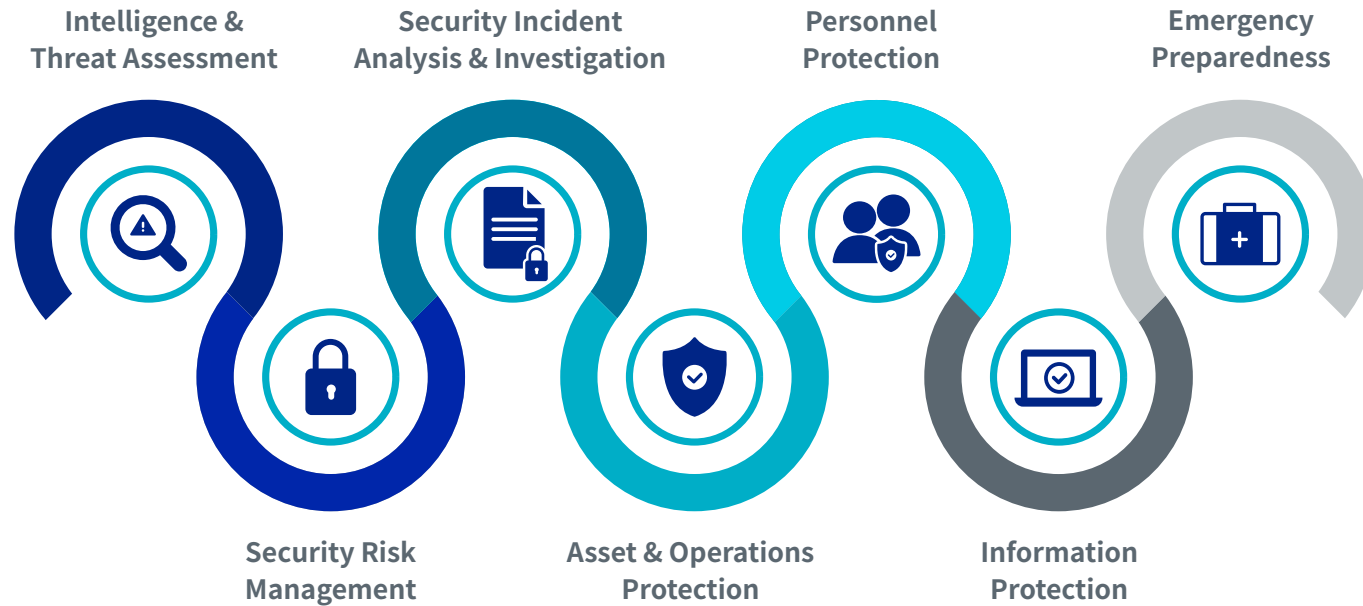 Intelligence &
Threat Assessment
Security Incident
Analysis & Investigation
Personnel
Protection
Emergency
Preparedness
Security Risk
Management
Asset & Operations
Protection
Information
Protection